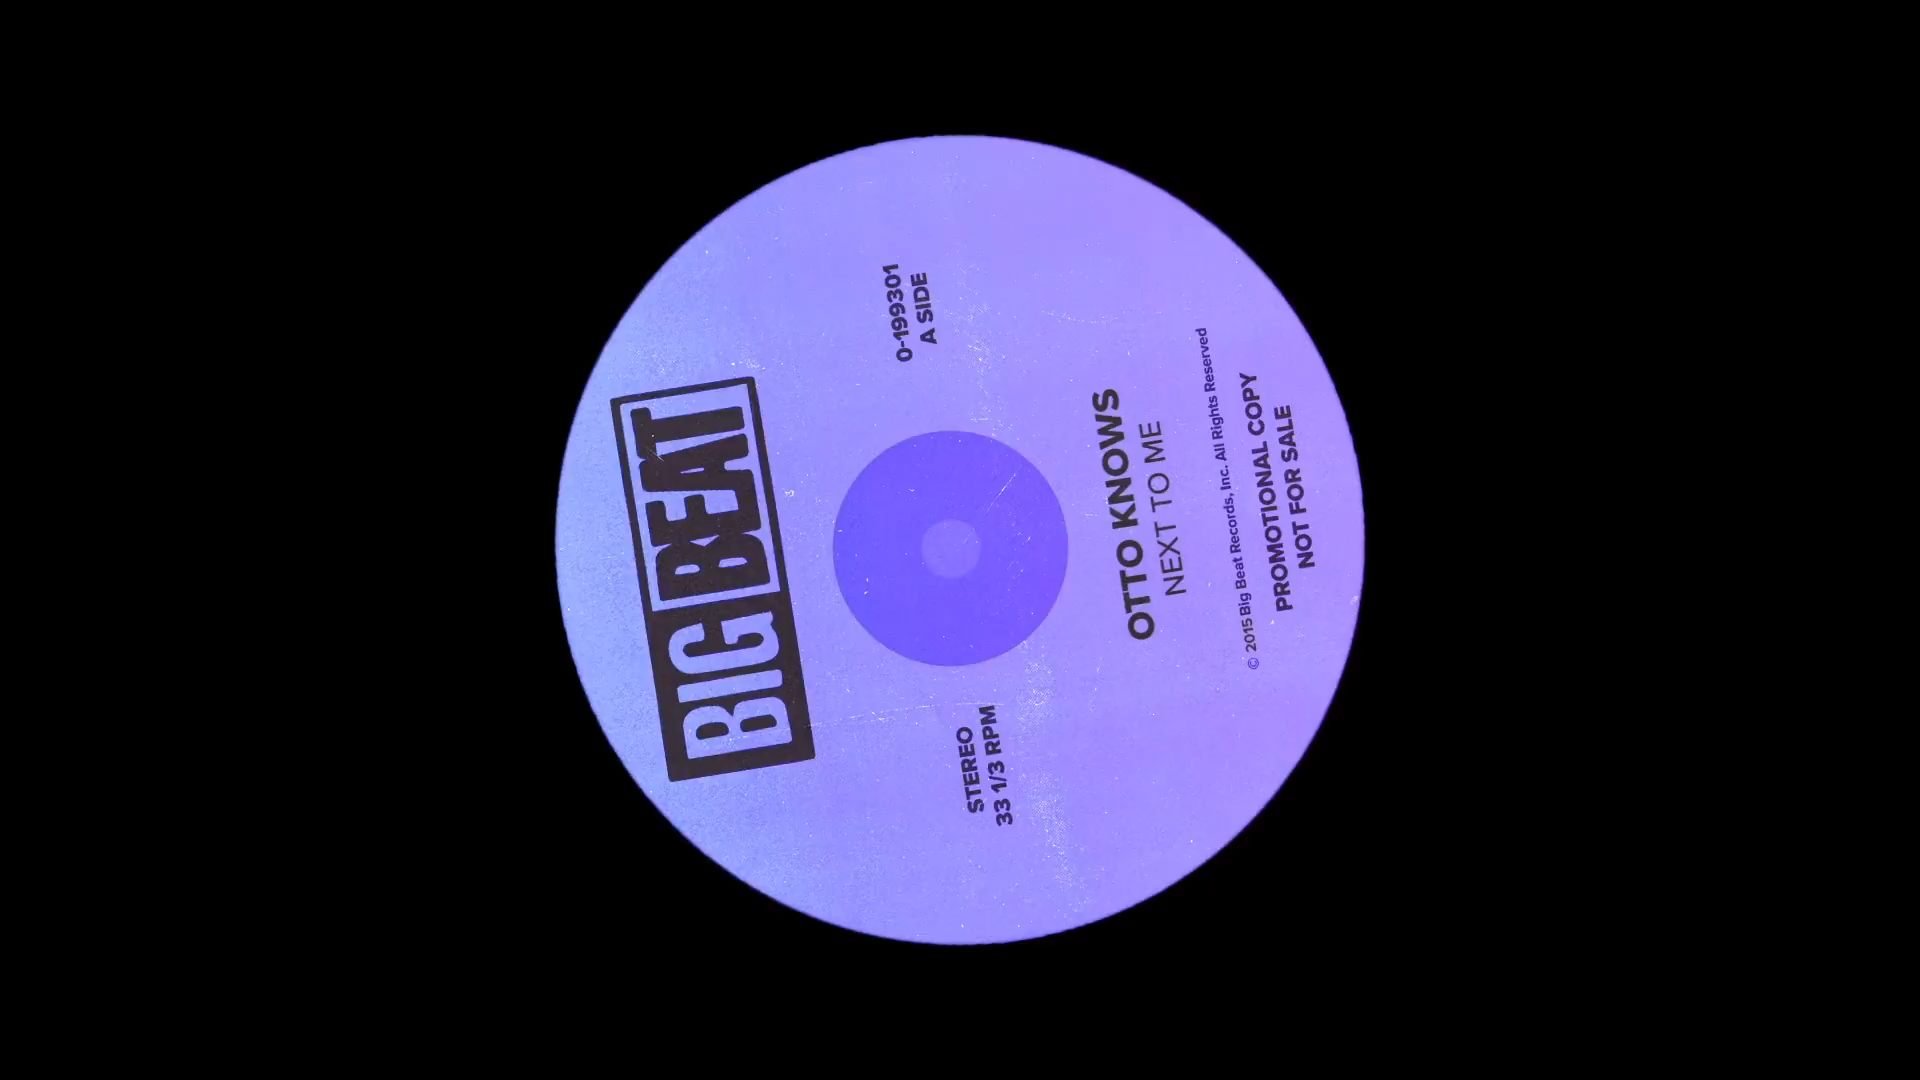 BIG BEAT
STEREO
33 1/3 RPM
0-199301
A SIDE
OTTO KNOWS
NEXT TO ME
© 2015 Big Beat Records, Inc. All Rights Reserved
PROMOTIONAL COPY
NOT FOR SALE